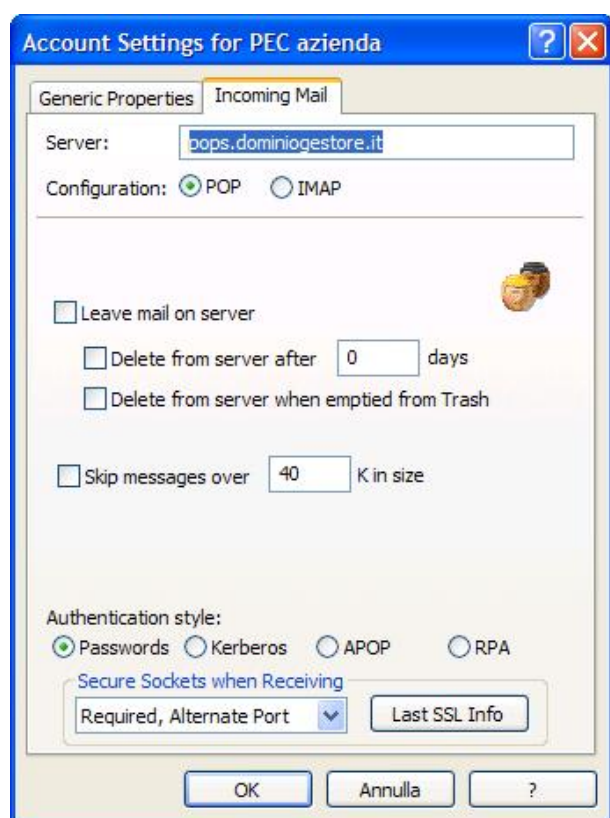 Account Settings for PEC azienda
Generic Properties Incoming Mail
Server: pops.dominiogestore.it
Configuration: POP IMAP
Leave mail on server
Delete from server after 0 days
Delete from server when emptied from Trash
Skip messages over 40 K in size
Authentication style:
Passwords Kerberos APOP RPA
Secure Sockets when Receiving
Required, Alternate Port Last SSL Info
OK Annulla ?